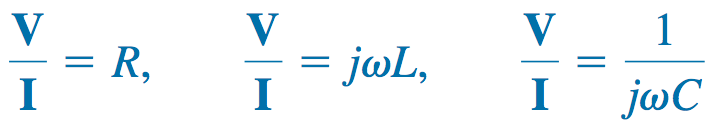 V/I = R, V/I = jωL, V/I = 1/jωC